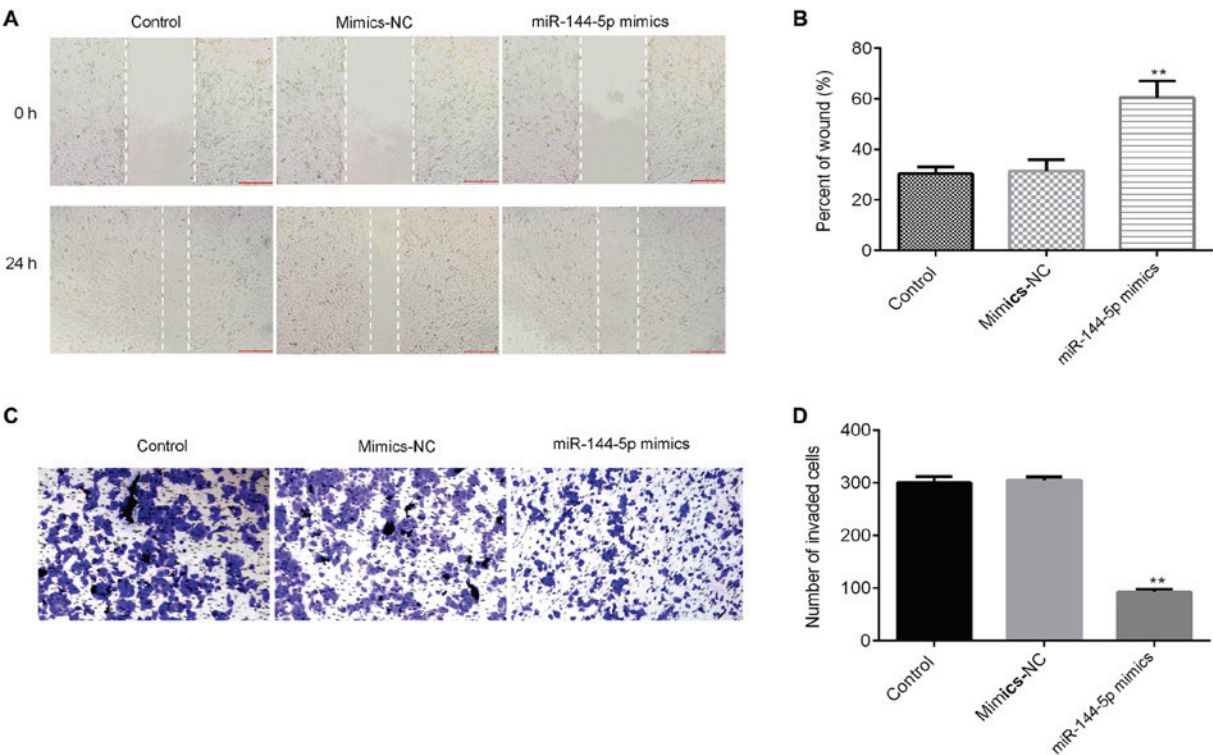 A
Control
Mimics-NC
miR-144-5p mimics
0 h
24 h
B
Percent of wound (%)
80
60
40
20
0
**
Control
Mimics-NC
miR-144-5p mimics
C
Control
Mimics-NC
miR-144-5p mimics
D
Number of invaded cells
400
300
200
100
0
**
Control
Mimics-NC
miR-144-5p mimics